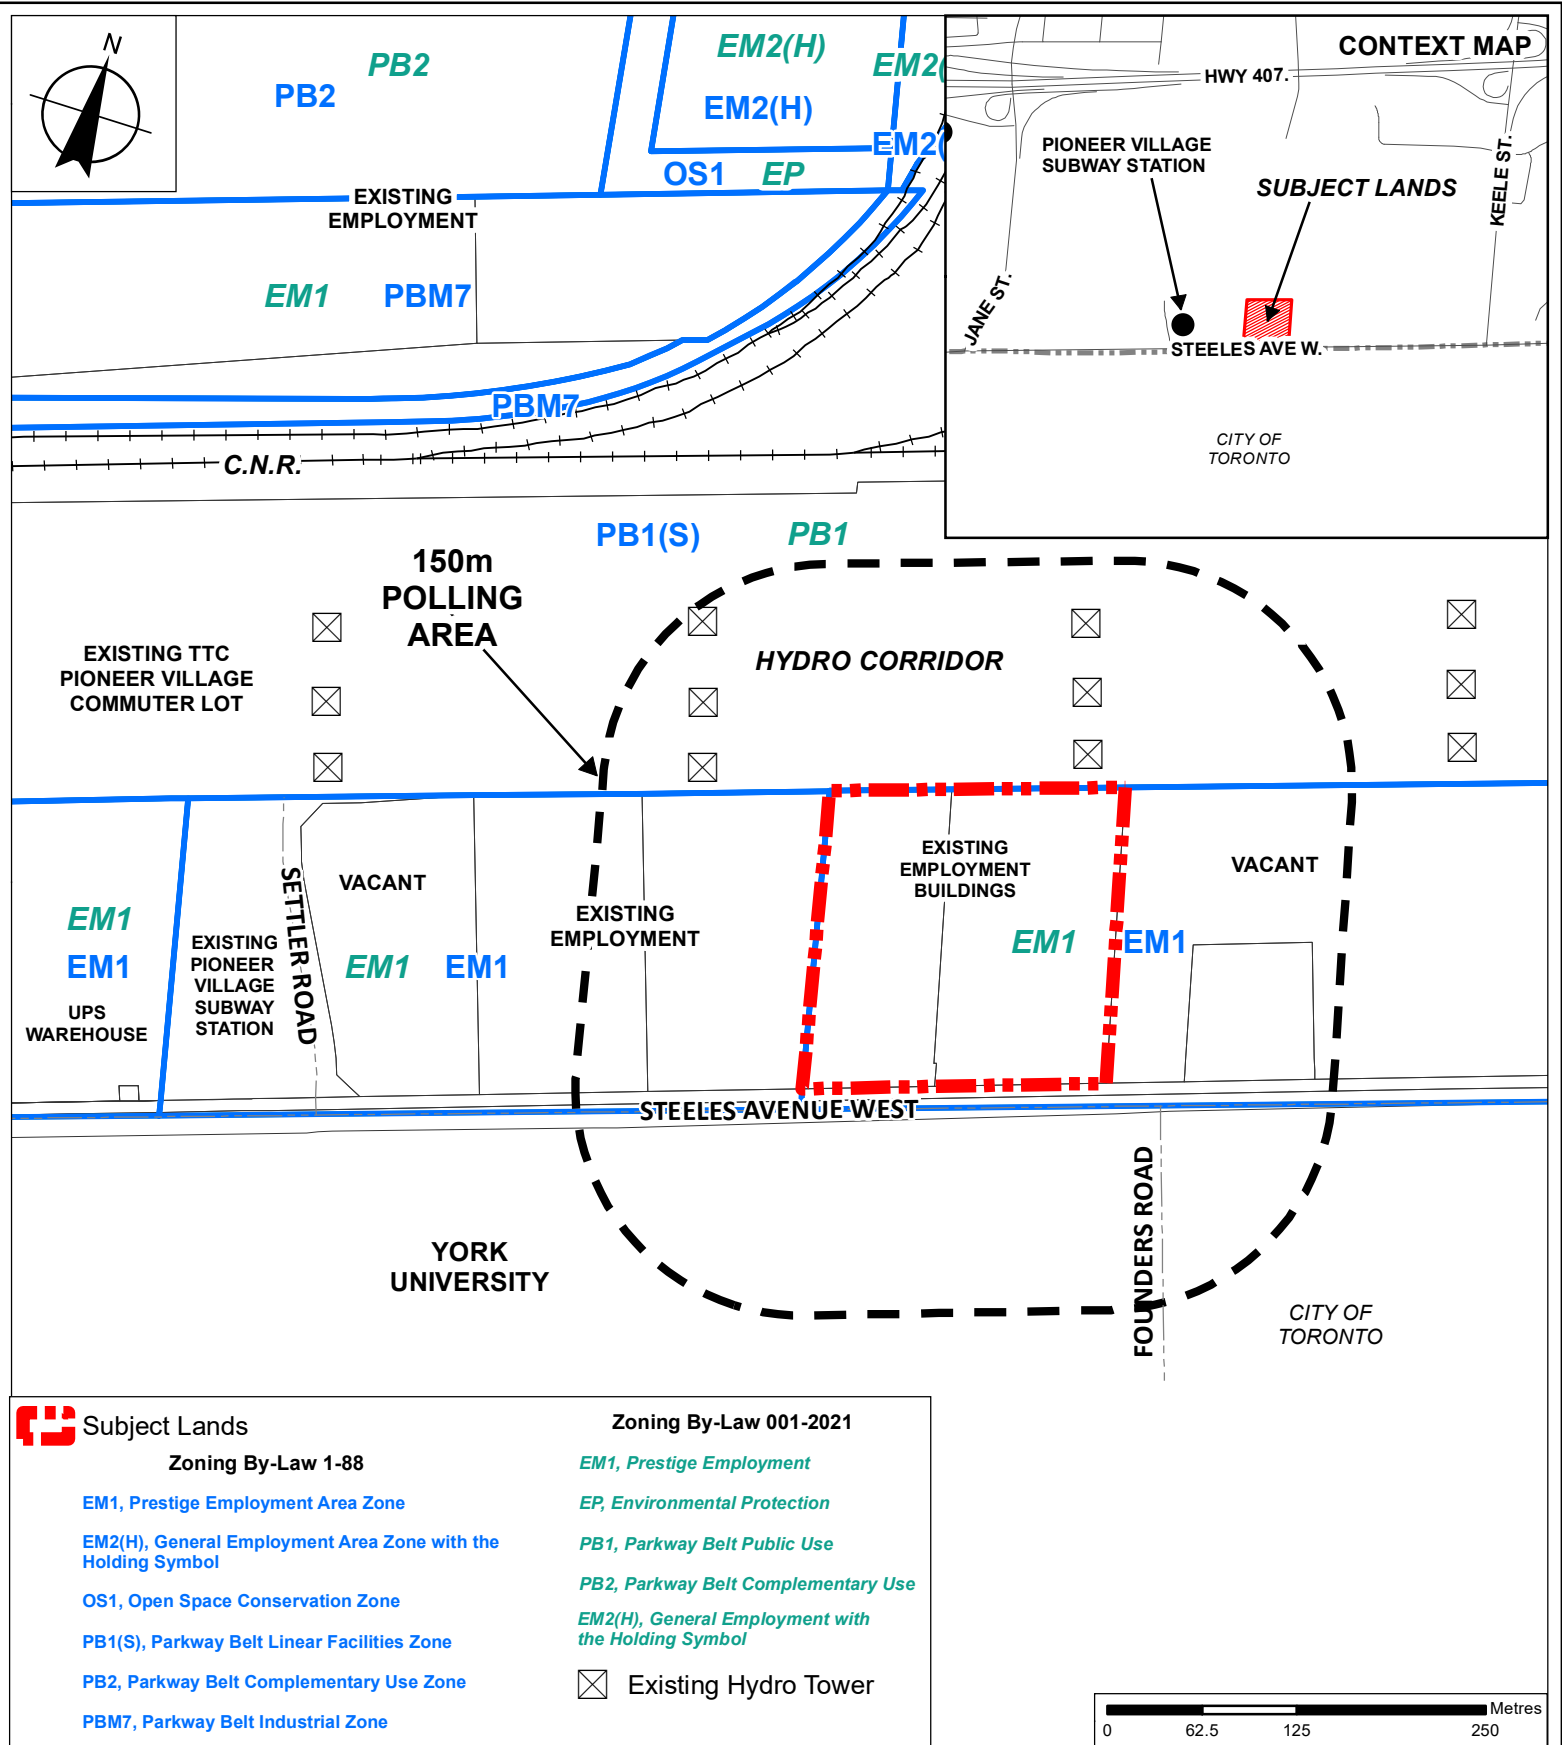 N
PB2
PB2
EM2(H)
EM2(H)
EM2(
EM2(
OS1
EP
EXISTING
EMPLOYMENT
EM1
PBM7
PBM7
C.N.R.
CONTEXT MAP
HWY 407.
PIONEER VILLAGE
SUBWAY STATION
SUBJECT LANDS
KEELE ST.
JANE ST.
STEELES AVE W.
CITY OF
TORONTO
PB1(S)
PB1
150m
POLLING
AREA
EXISTING TTC
PIONEER VILLAGE
COMMUTER LOT
HYDRO CORRIDOR
EM1
EM1
UPS
WAREHOUSE
EXISTING
PIONEER
VILLAGE
SUBWAY
STATION
SETTLER ROAD
VACANT
EM1
EM1
EXISTING
EMPLOYMENT
EXISTING
EMPLOYMENT
BUILDINGS
EM1
EM1
VACANT
STEELES AVENUE WEST
YORK
UNIVERSITY
FOUNDERS ROAD
CITY OF
TORONTO
Subject Lands
Zoning By-Law 1-88
EM1, Prestige Employment Area Zone
EM2(H), General Employment Area Zone with the
Holding Symbol
OS1, Open Space Conservation Zone
PB1(S), Parkway Belt Linear Facilities Zone
PB2, Parkway Belt Complementary Use Zone
PBM7, Parkway Belt Industrial Zone
Zoning By-Law 001-2021
EM1, Prestige Employment
EP, Environmental Protection
PB1, Parkway Belt Public Use
PB2, Parkway Belt Complementary Use
EM2(H), General Employment with
the Holding Symbol
Existing Hydro Tower
Metres
0 62.5 125 250